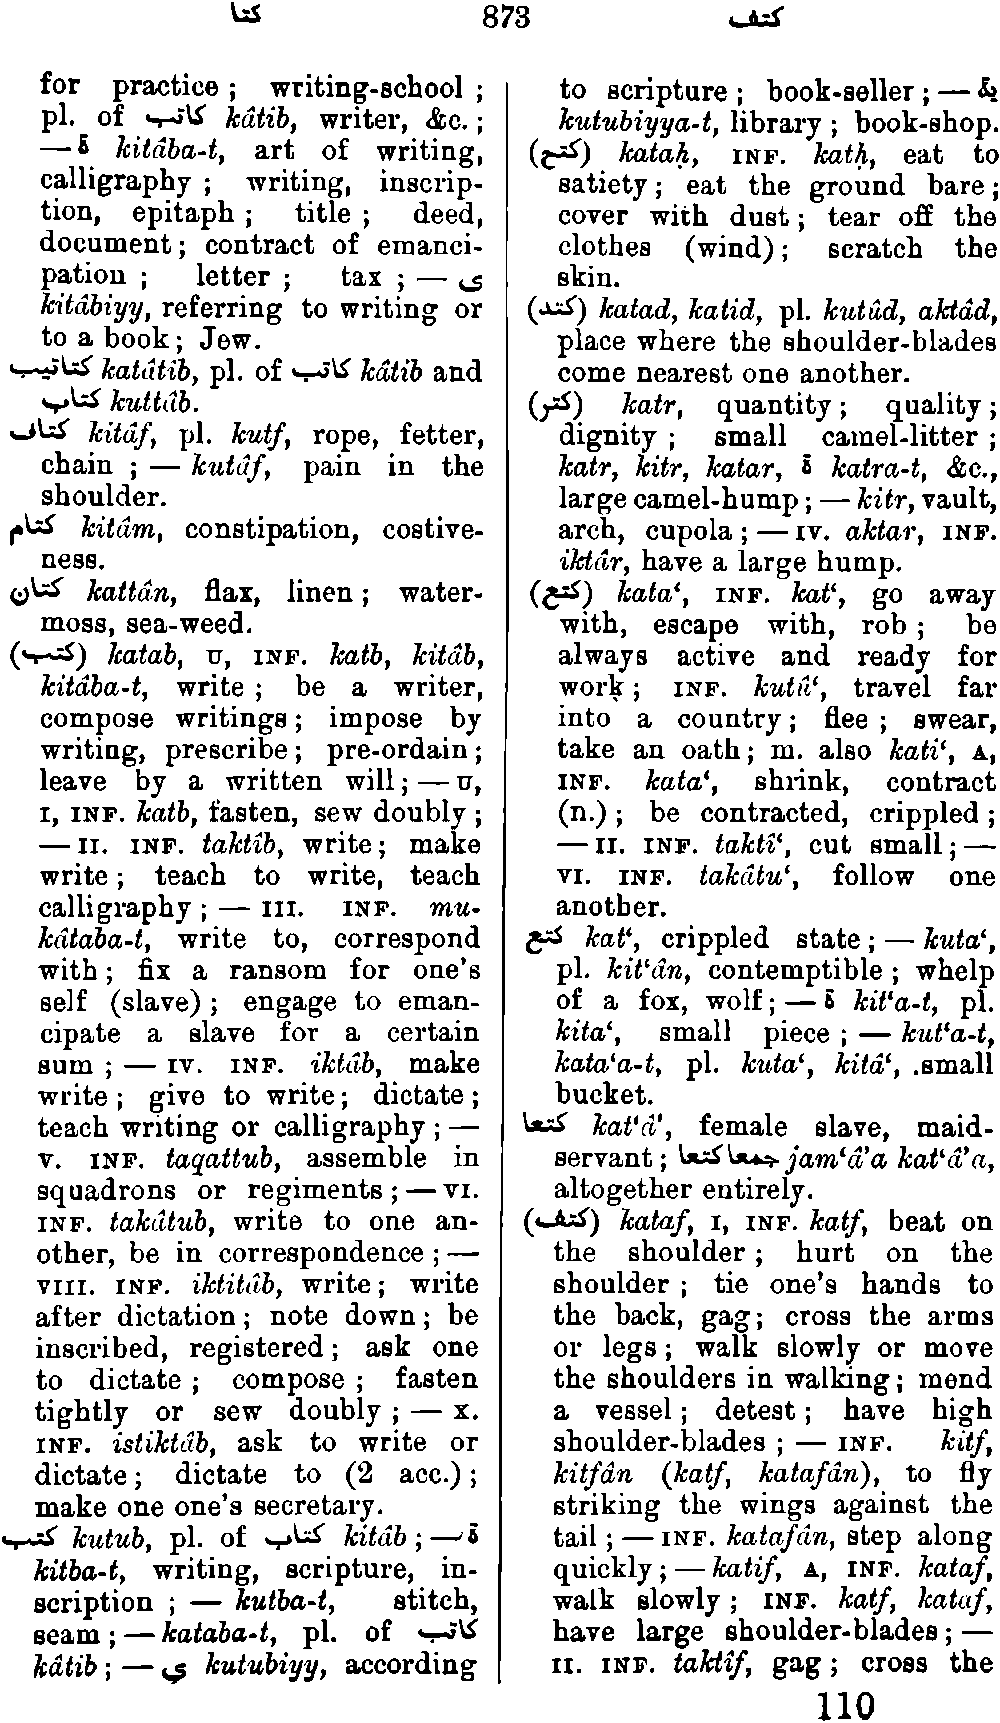 كتا 873 كتف
for practice ; writing-school ;
pl. of كاتب kâtib, writer, &c. ;
— ة kitâba-t, art of writing,
calligraphy ; writing, inscrip-
tion, epitaph ; title ; deed,
document ; contract of emanci-
pation ; letter ; tax ; — ى
kitâbiyy, referring to writing or
to a book ; Jew.
كتاتيب katâtîb, pl. of كاتب kâtib and
كتاب kuttâb.
كتاف kitâf, pl. kutf, rope, fetter,
chain ; — kutâf, pain in the
shoulder.
كتام kitâm, constipation, costive-
ness.
كتان kattân, flax, linen ; water-
moss, sea-weed.
(كتب) katab, U, INF. katb, kitâb,
kitâba-t, write ; be a writer,
compose writings ; impose by
writing, prescribe ; pre-ordain ;
leave by a written will ; — U,
I, INF. katb, fasten, sew doubly ;
— II. INF. taktîb, write ; make
write ; teach to write, teach
calligraphy ; — III. INF. mu-
kâtaba-t, write to, correspond
with ; fix a ransom for one's
self (slave) ; engage to eman-
cipate a slave for a certain
sum ; — IV. INF. iktâb, make
write ; give to write ; dictate ;
teach writing or calligraphy ; —
V. INF. taqattub, assemble in
squadrons or regiments ; — VI.
INF. takâtub, write to one an-
other, be in correspondence ; —
VIII. INF. iktitâb, write ; write
after dictation ; note down ; be
inscribed, registered ; ask one
to dictate ; compose ; fasten
tightly or sew doubly ; — X.
INF. istiktâb, ask to write or
dictate ; dictate to (2 acc.) ;
make one one's secretary.
كتب kutub, pl. of كتاب kitâb ; — ة
kitba-t, writing, scripture, in-
scription ; — kutba-t, stitch,
seam ; — kataba-t, pl. of كاتب
kâtib ; — ي kutubiyy, according
to scripture ; book-seller ; — ية
kutubiyya-t, library ; book-shop.
(كتح) kataḥ, INF. katḥ, eat to
satiety ; eat the ground bare ;
cover with dust ; tear off the
clothes (wind) ; scratch the
skin.
(كتد) katad, katid, pl. kutûd, aktâd,
place where the shoulder-blades
come nearest one another.
(كتر) katr, quantity ; quality ;
dignity ; small camel-litter ;
katr, kitr, katar, ة katra-t, &c.,
large camel-hump ; — kitr, vault,
arch, cupola ; — IV. aktar, INF.
iktâr, have a large hump.
(كتع) kata‘, INF. kat‘, go away
with, escape with, rob ; be
always active and ready for
work ; INF. kutû‘, travel far
into a country ; flee ; swear,
take an oath ; m. also kati‘, A,
INF. kata‘, shrink, contract
(n.) ; be contracted, crippled ;
— II. INF. taktî‘, cut small ; —
VI. INF. takâtu‘, follow one
another.
كتع kat‘, crippled state ; — kuta‘,
pl. kit‘ân, contemptible ; whelp
of a fox, wolf ; — ة kit‘a-t, pl.
kita‘, small piece ; — kut‘a-t,
kata‘a-t, pl. kuta‘, kitâ‘, .small
bucket.
كتعا kat‘â’, female slave, maid-
servant ; جمعا كتعا jam‘â’a kat‘â’a,
altogether entirely.
(كتف) kataf, I, INF. katf, beat on
the shoulder ; hurt on the
shoulder ; tie one's hands to
the back, gag ; cross the arms
or legs ; walk slowly or move
the shoulders in walking ; mend
a vessel ; detest ; have high
shoulder-blades ; — INF. kitf,
kitfân (katf, katafân), to fly
striking the wings against the
tail ; — INF. katafân, step along
quickly ; — katif, A, INF. kataf,
walk slowly ; INF. katf, kataf,
have large shoulder-blades ; —
II. INF. taktîf, gag ; cross the
110